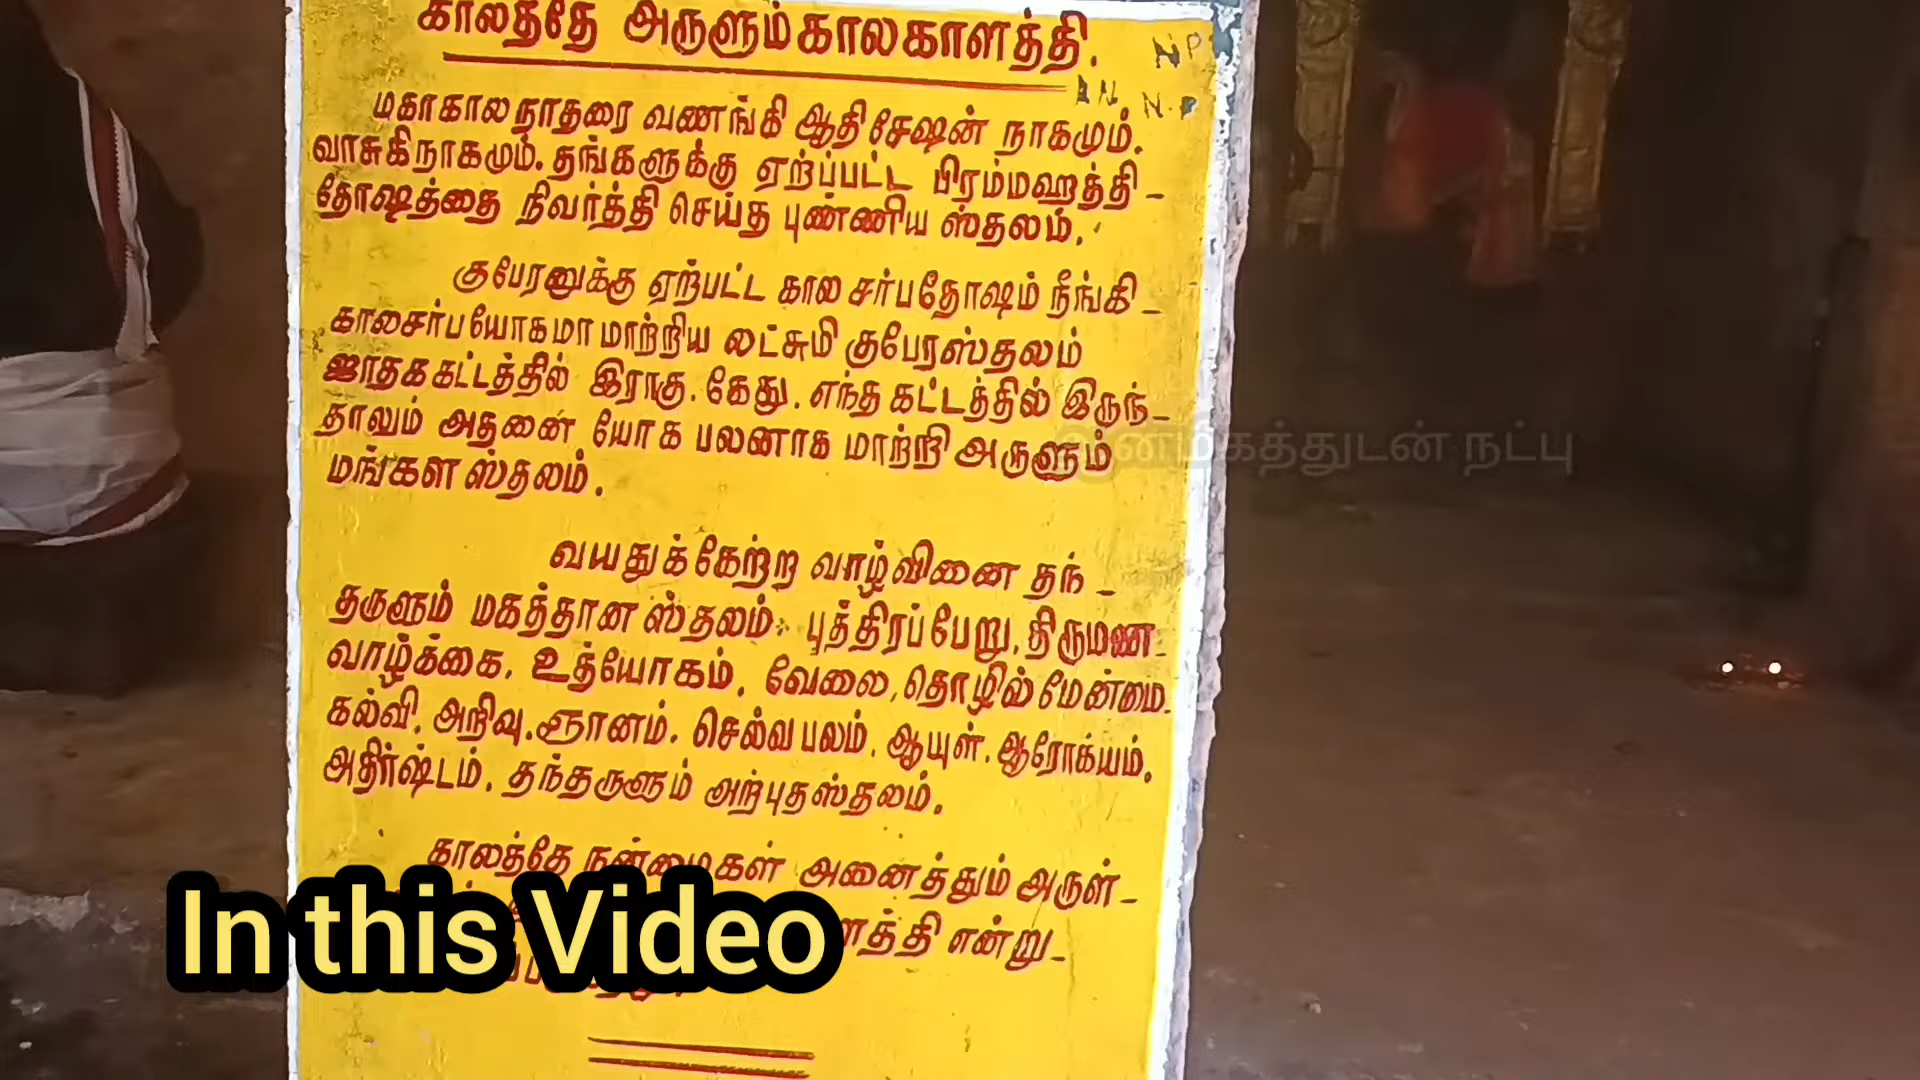 காலத்தே அருளும் காலகாளத்தி.
NP
N.P
மகாகால நாதரை வணங்கி ஆதி சேஷன் நாகமும்.
வாசுகி நாகமும். தங்களுக்கு ஏற்ப்பட்ட பிரம்மஹத்தி -
தோஷத்தை நிவர்த்தி செய்த புண்ணிய ஸ்தலம்.
குபேரனுக்கு ஏற்பட்ட கால சர்பதோஷம் நீங்கி -
காலசர்ப யோகமா மாற்றிய லட்சுமி குபேரஸ்தலம்
ஜாதககட்டத்தில் இராகு. கேது. எந்த கட்டத்தில் இருந் -
தாலும் அதனை யோக பலனாக மாற்றி அருளும்
மங்கள ஸ்தலம்.
நட்பு
வயதுக்கேற்ற வாழ்வினை தந் -
தருளும் மகத்தான ஸ்தலம். புத்திரப்பேறு. திருமண -
வாழ்க்கை. உத்யோகம். வேலை, தொழில் மேன்மை.
கல்வி. அறிவு. ஞானம். செல்வ பலம். ஆயுள். ஆரோக்யம்.
அதிர்ஷ்டம். தந்தருளும் அற்புதஸ்தலம்.
காலத்தே நன்மைகள் அனைத்தும் அருள் -
என்று -
In this Video